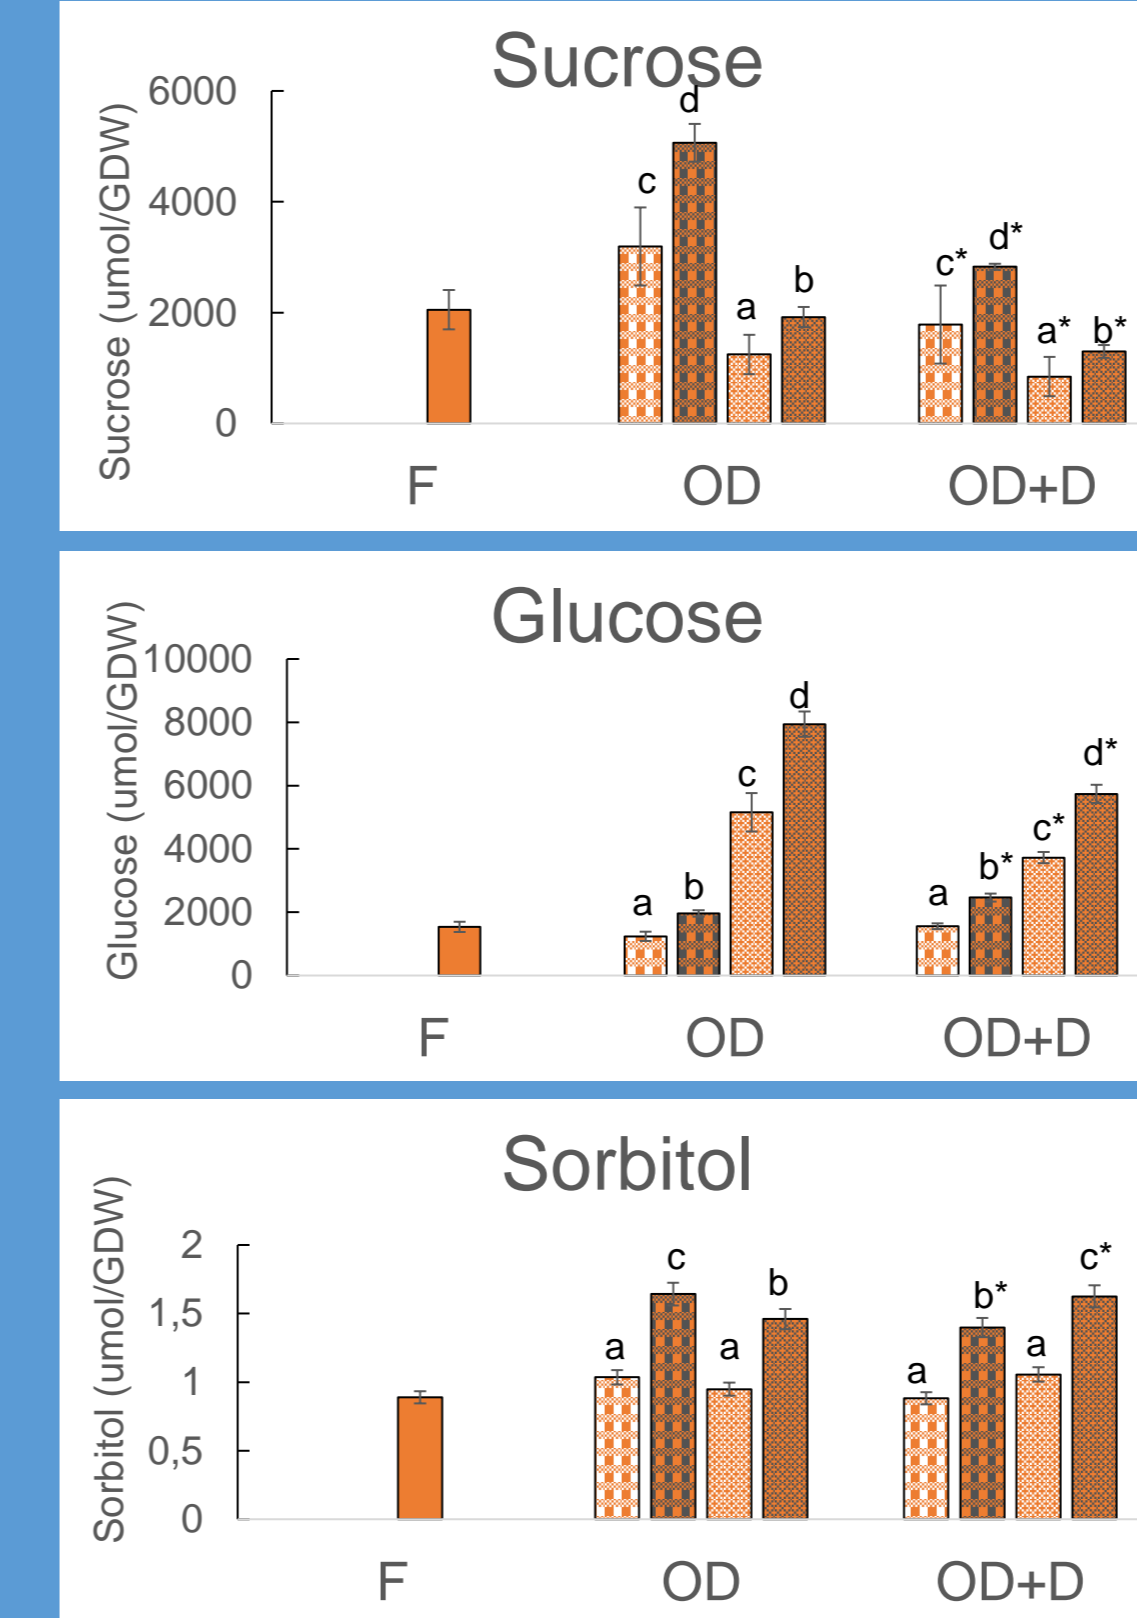 Sucrose
Sucrose (umol/GDW)
6000
4000
2000
0
c
d
a
b
c*
d*
a*
b*
F
OD
OD+D
Glucose
Glucose (umol/GDW)
10000
8000
6000
4000
2000
0
a
b
c
d
a
b*
c*
d*
F
OD
OD+D
Sorbitol
Sorbitol (umol/GDW)
2
1,5
1
0,5
0
a
c
a
b
a
b*
a
c*
F
OD
OD+D